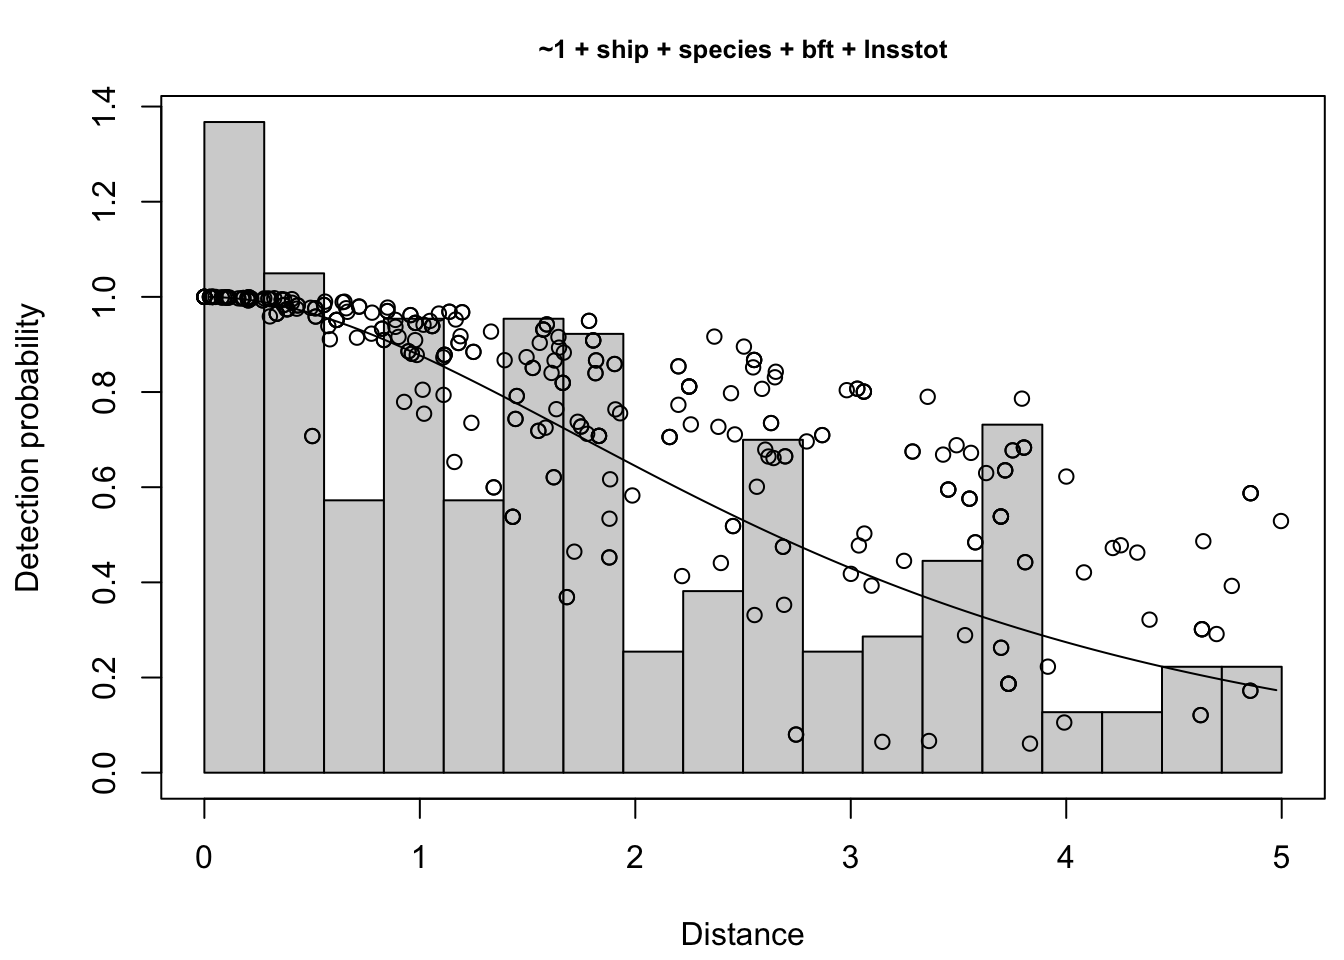 ~1 + ship + species + bft + lnsstot
Detection probability
1.4
1.2
1.0
0.8
0.6
0.4
0.2
0.0
0 1 2 3 4 5
Distance